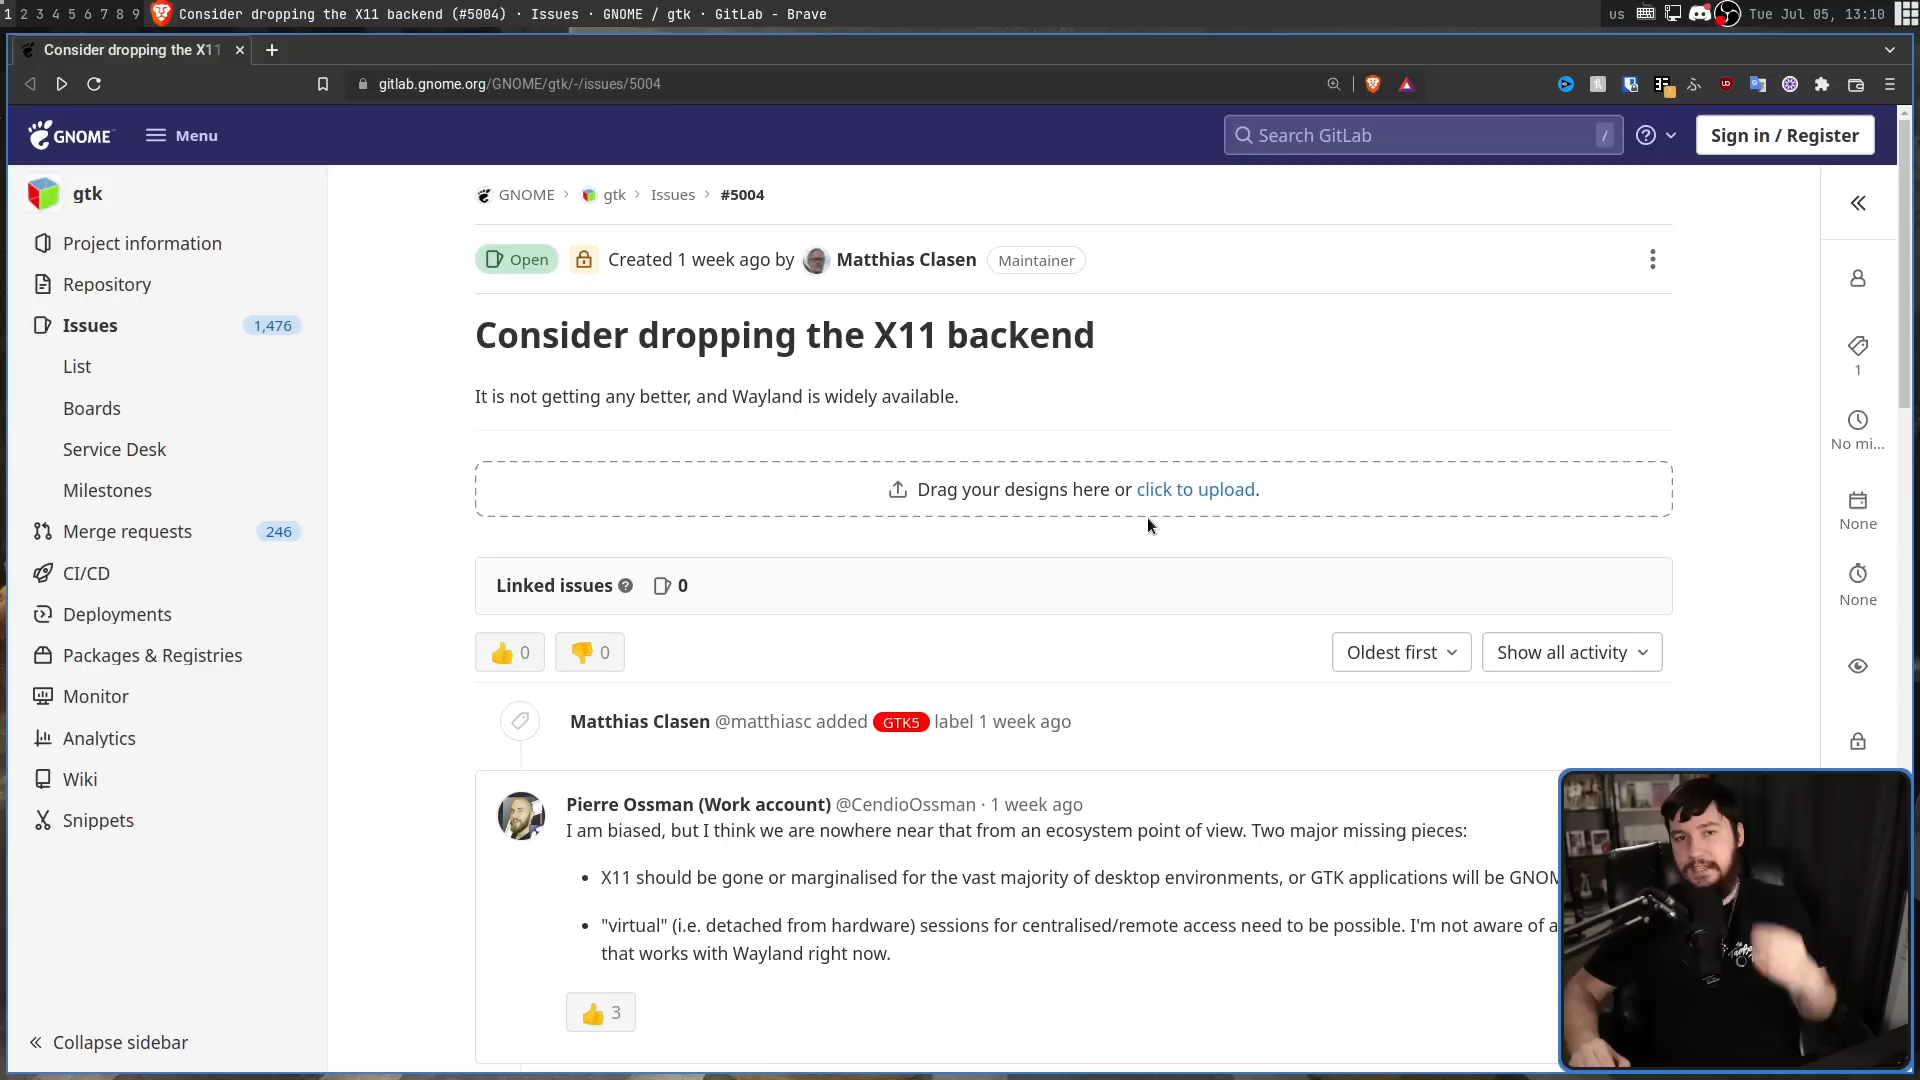 1 2 3 4 5 6 7 8 9 Consider dropping the X11 backend (#5004) · Issues · GNOME / gtk · GitLab - Brave
us Tue Jul 05, 13:10
Consider dropping the X11
gitlab.gnome.org/GNOME/gtk/-/issues/5004
GNOME Menu Search GitLab / Sign in / Register
gtk
Project information
Repository
Issues 1,476
List
Boards
Service Desk
Milestones
Merge requests 246
CI/CD
Deployments
Packages & Registries
Monitor
Analytics
Wiki
Snippets
Collapse sidebar
GNOME > gtk > Issues > #5004
Open Created 1 week ago by Matthias Clasen Maintainer
Consider dropping the X11 backend
It is not getting any better, and Wayland is widely available.
Drag your designs here or click to upload.
Linked issues 0
👍 0 👎 0 Oldest first Show all activity
Matthias Clasen @matthiasc added GTK5 label 1 week ago
Pierre Ossman (Work account) @CendioOssman · 1 week ago
I am biased, but I think we are nowhere near that from an ecosystem point of view. Two major missing pieces:
• X11 should be gone or marginalised for the vast majority of desktop environments, or GTK applications will be GNOM
• "virtual" (i.e. detached from hardware) sessions for centralised/remote access need to be possible. I'm not aware of a
that works with Wayland right now.
👍 3
1
No mi...
None
None